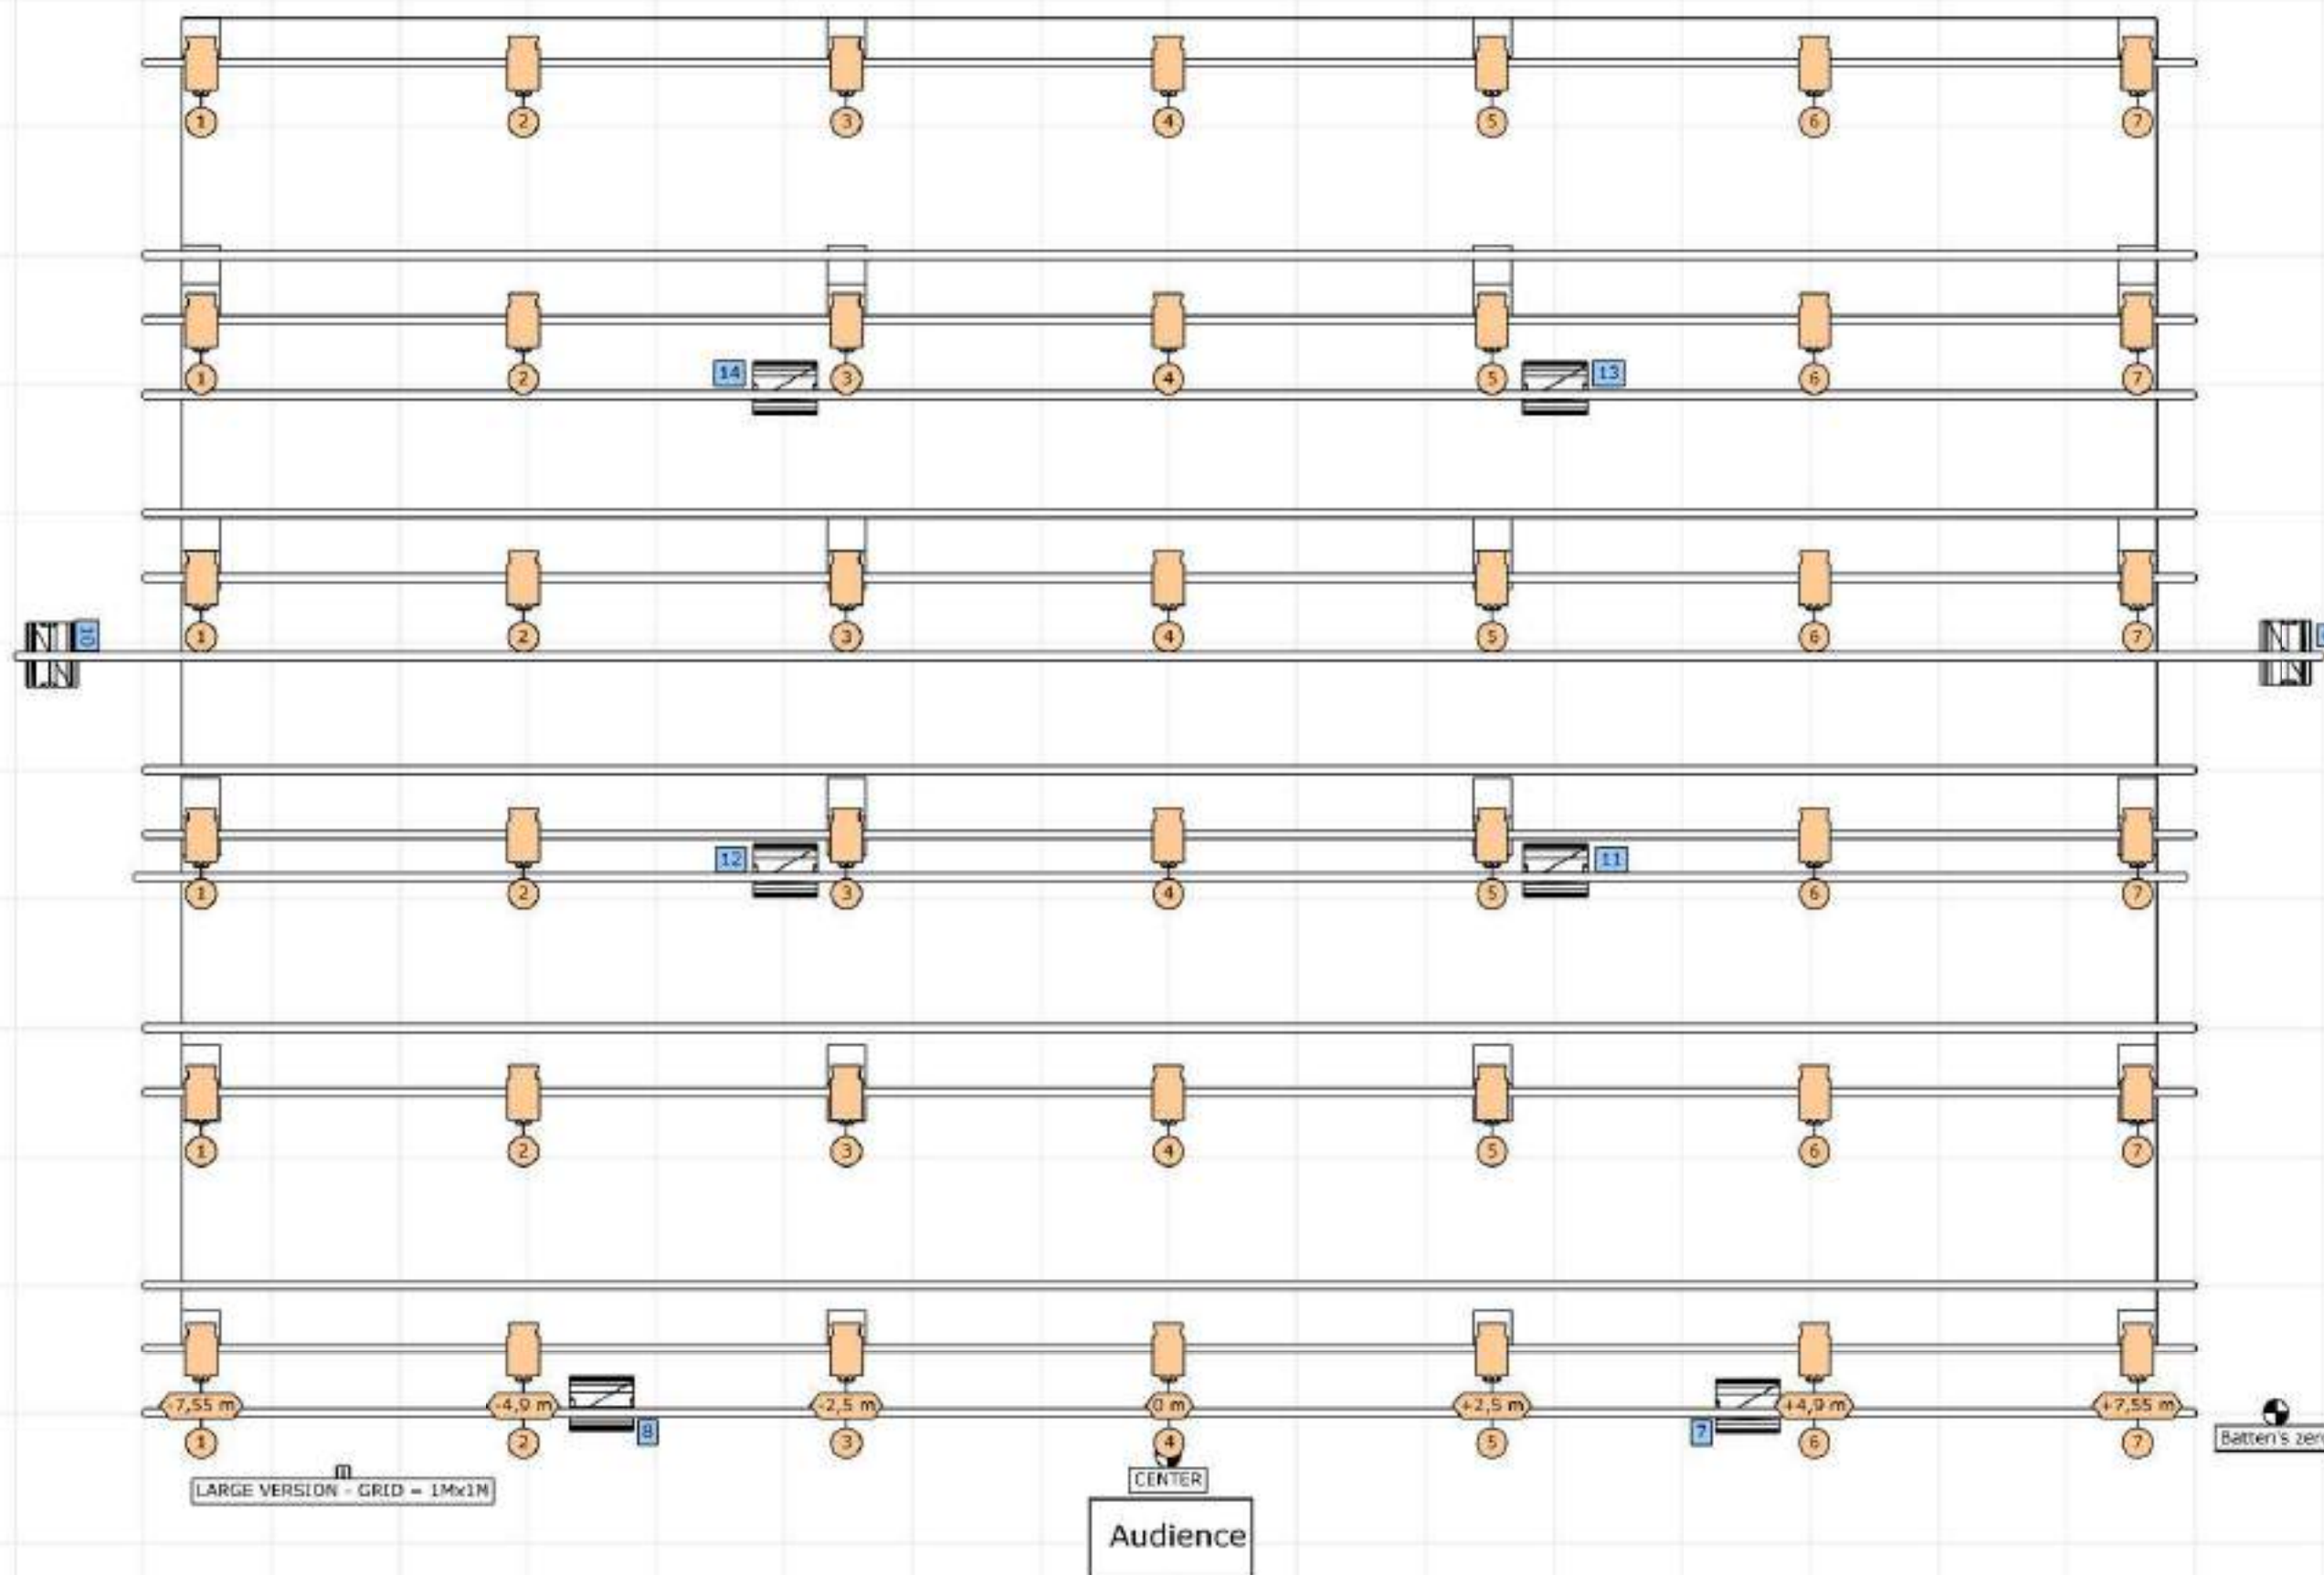 1 2 3 4 5 6 7
14 13
1 2 3 4 5 6 7
10
1 2 3 4 5 6 7
12 11
1 2 3 4 5 6 7
1 2 3 4 5 6 7
-7,55 m -4,9 m -2,5 m 0 m +2,5 m +4,9 m +7,55 m
8 7
1 2 3 4 5 6 7
Batten's
CENTER
LARGE VERSION - GRID = 1Mx1M
Audience